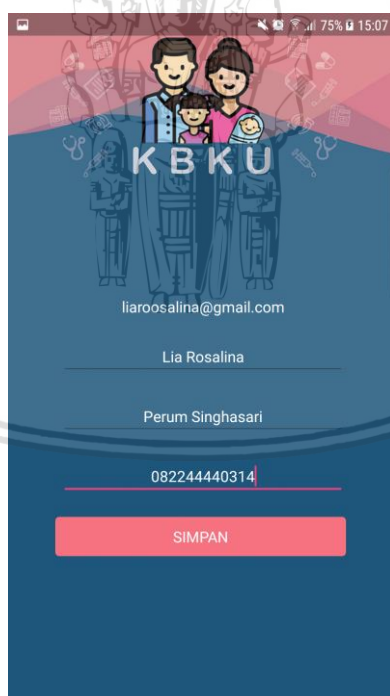 75% 15:07
KBKU
liaroosalina@gmail.com
Lia Rosalina
Perum Singhasari
082244440314
SIMPAN